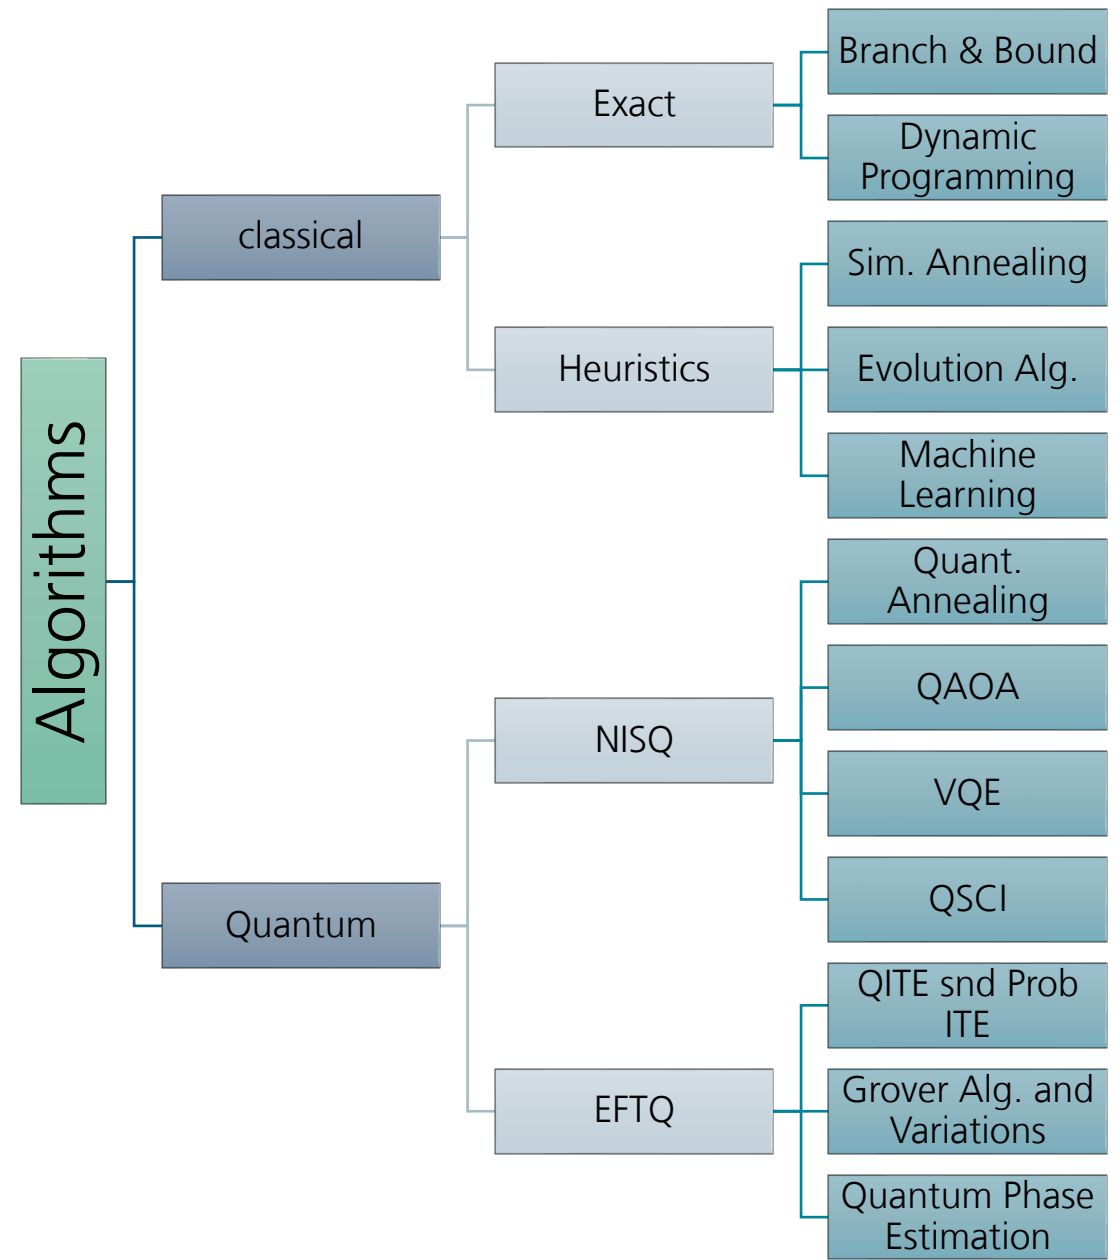 Algorithms
classical
Exact
Branch & Bound
Dynamic
Programming
Heuristics
Sim. Annealing
Evolution Alg.
Machine
Learning
Quantum
NISQ
Quant.
Annealing
QAOA
VQE
QSCI
EFTQ
QITE snd Prob
ITE
Grover Alg. and
Variations
Quantum Phase
Estimation